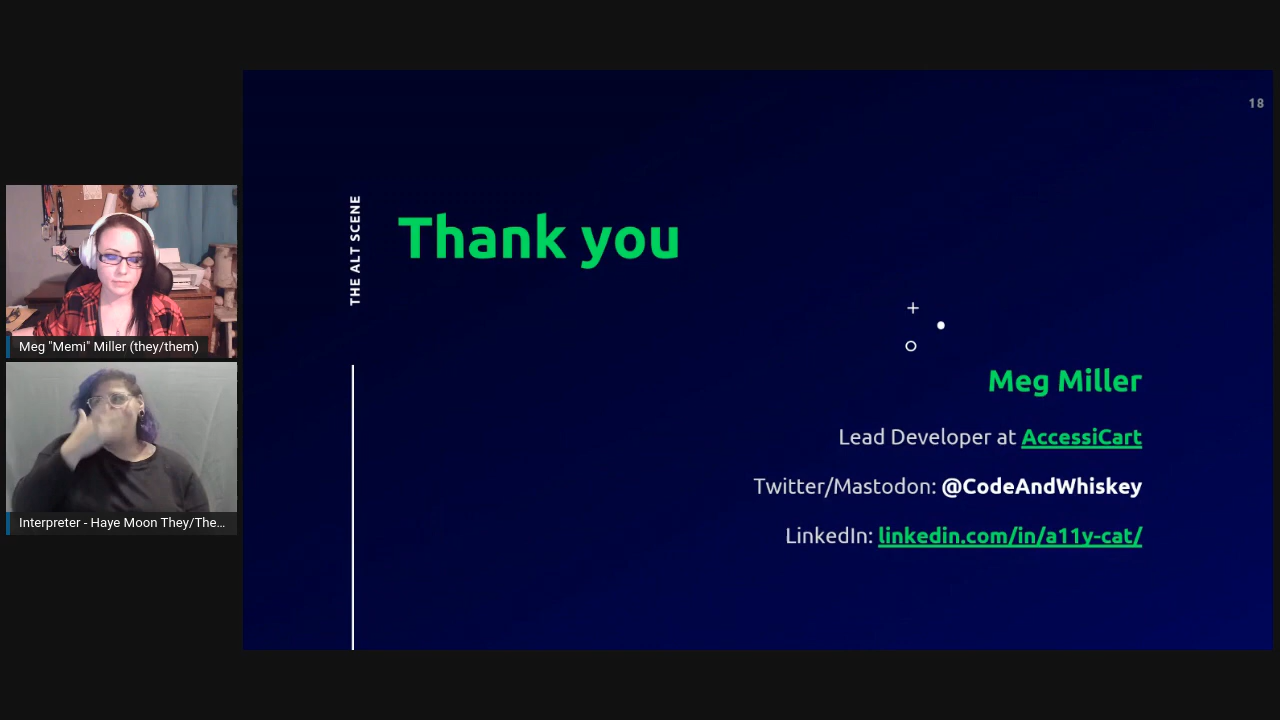 18
THE ALT SCENE
Thank you
Meg Miller
Lead Developer at AccessiCart
Twitter/Mastodon: @CodeAndWhiskey
LinkedIn: linkedin.com/in/a11y-cat/
Meg "Memi" Miller (they/them)
Interpreter - Haye Moon They/The...